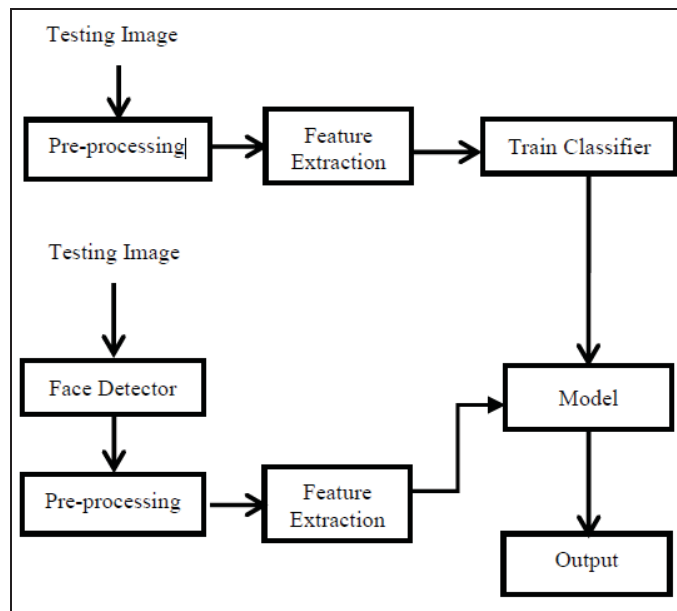 Testing Image
Pre-processing
Feature
Extraction
Train Classifier
Testing Image
Face Detector
Model
Pre-processing
Feature
Extraction
Output